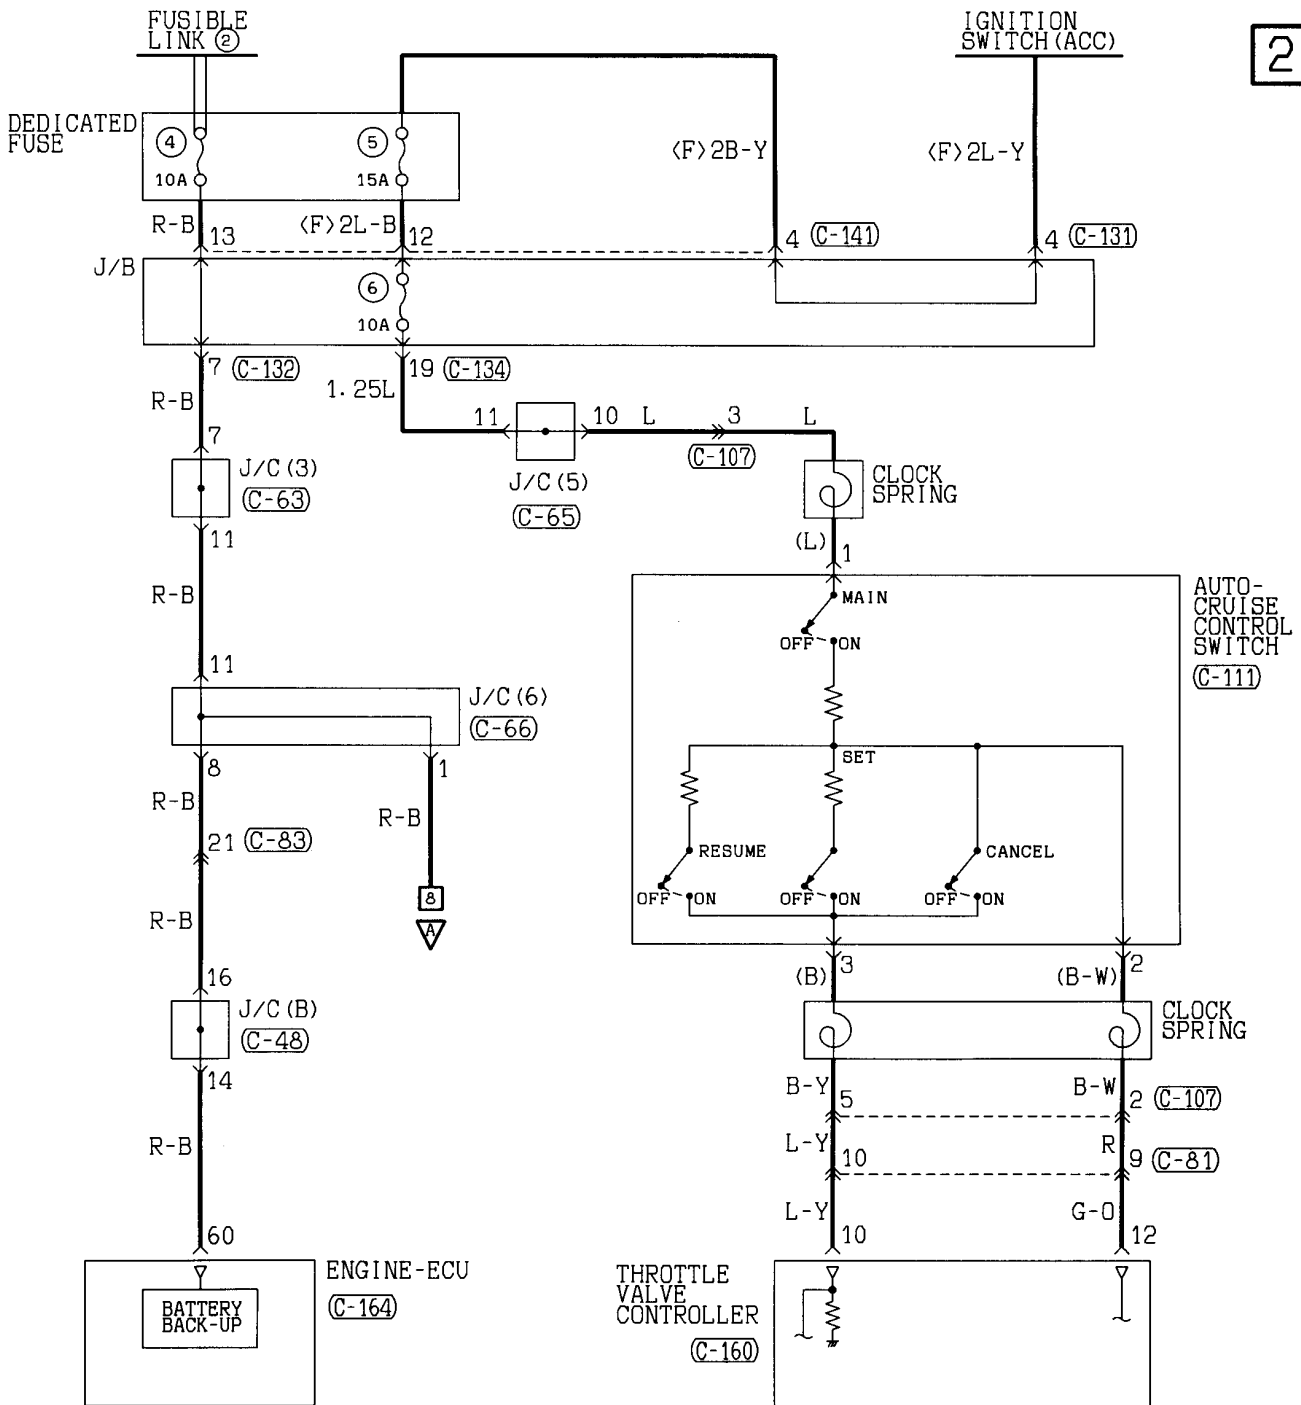 FUSIBLE
LINK ②
IGNITION
SWITCH(ACC)
2
DEDICATED
FUSE
4
10A
5
15A
<F>2B-Y
<F>2L-Y
R-B
13
<F>2L-B
12
4
C-141
4
C-131
J/B
6
10A
7
C-132
19
C-134
R-B
1.25L
7
11
10
L
3
L
C-107
J/C(3)
C-63
J/C(5)
C-65
CLOCK
SPRING
11
(L)
1
R-B
MAIN
OFF
ON
AUTO-
CRUISE
CONTROL
SWITCH
C-111
11
J/C(6)
C-66
8
1
SET
R-B
R-B
21
C-83
RESUME
CANCEL
OFF
ON
OFF
ON
OFF
ON
8
A
R-B
16
(B)
3
(B-W)
2
J/C(B)
C-48
CLOCK
SPRING
14
B-Y
5
B-W
2
C-107
R-B
L-Y
10
R
9
C-81
L-Y
10
G-O
12
60
ENGINE-ECU
C-164
BATTERY
BACK-UP
THROTTLE
VALVE
CONTROLLER
C-160